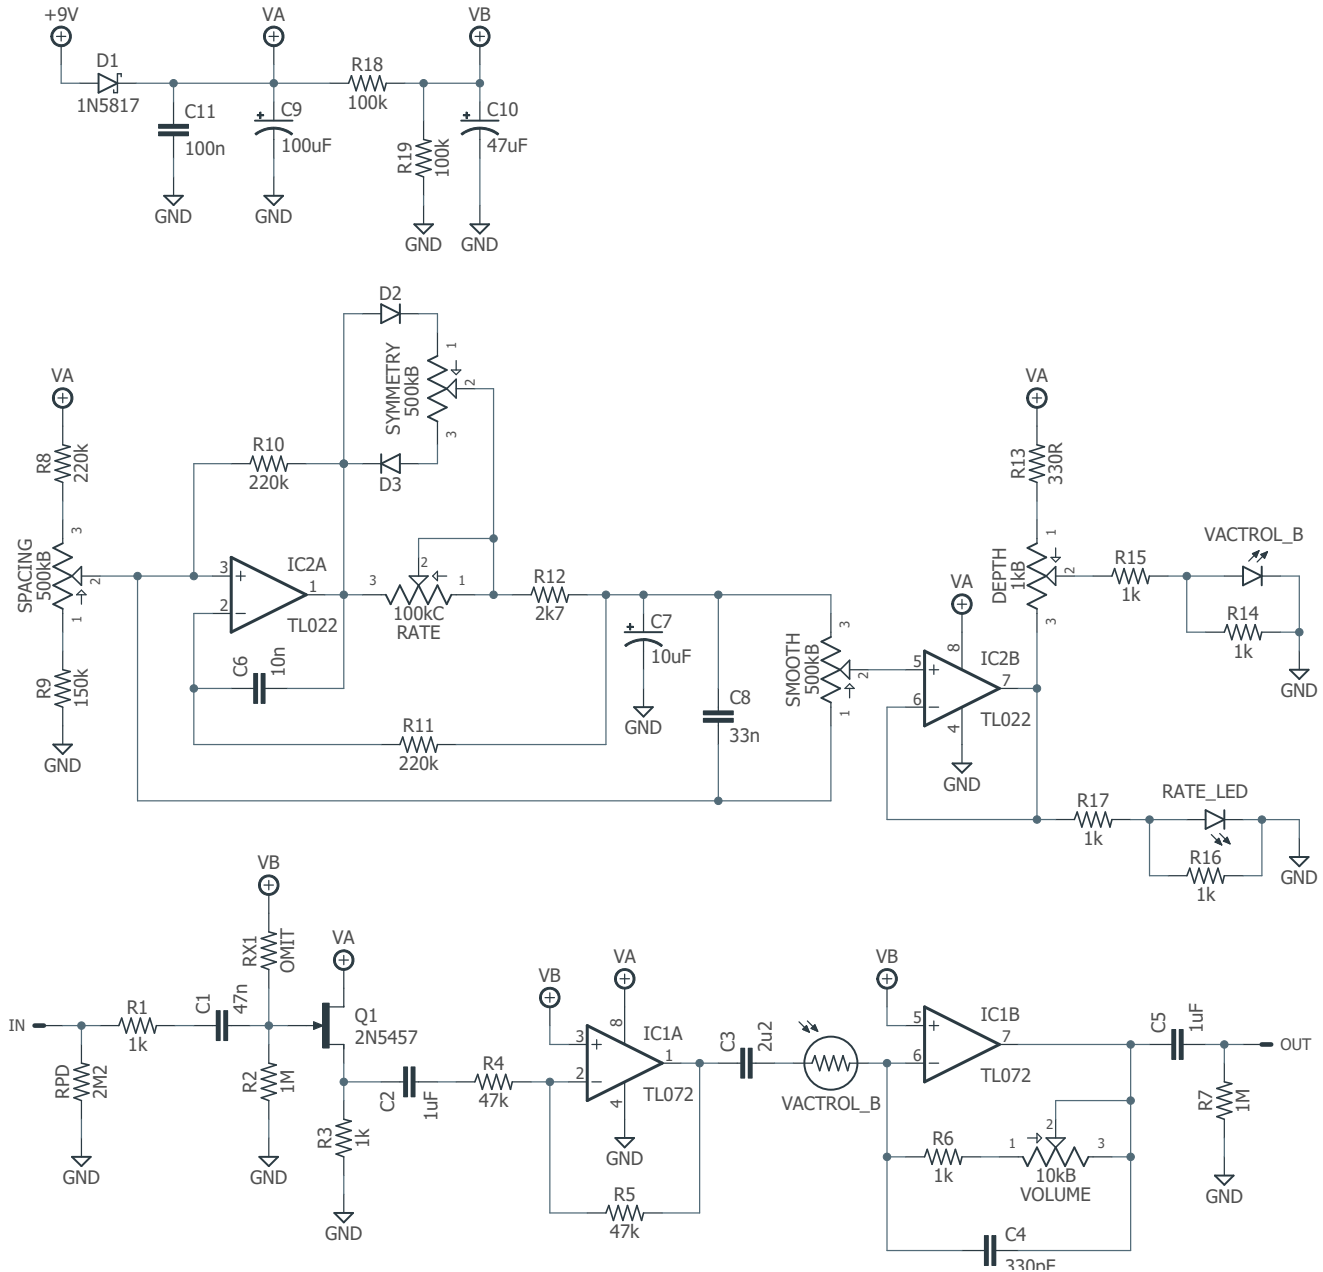 +9V
VA
VB
D1
1N5817
R18
100k
C11
100n
C9
100uF
R19
100k
C10
47uF
GND
GND
GND
GND
D2
SYMMETRY
500kB
1
2
3
D3
VA
R8
220k
R10
220k
SPACING
500kB
3
2
1
R9
150k
GND
3
2
1
IC2A
TL022
C6
10n
3
2
1
100kC
RATE
R12
2k7
R11
220k
C7
10uF
GND
C8
33n
SMOOTH
500kB
3
2
1
VA
8
5
6
7
4
IC2B
TL022
GND
VA
R13
330R
DEPTH
1kB
1
2
3
R15
1k
VACTROL_B
R14
1k
GND
R17
1k
RATE_LED
R16
1k
GND
IN
RPD
2M2
GND
R1
1k
C1
47n
VB
RX1
OMIT
R2
1M
GND
VA
Q1
2N5457
R3
1k
GND
C2
1uF
R4
47k
VB
VA
3
2
8
4
1
IC1A
TL072
GND
R5
47k
C3
2u2
VACTROL_B
VB
5
6
7
IC1B
TL072
R6
1k
1
2
3
10kB
VOLUME
C4
330pF
C5
1uF
OUT
R7
1M
GND